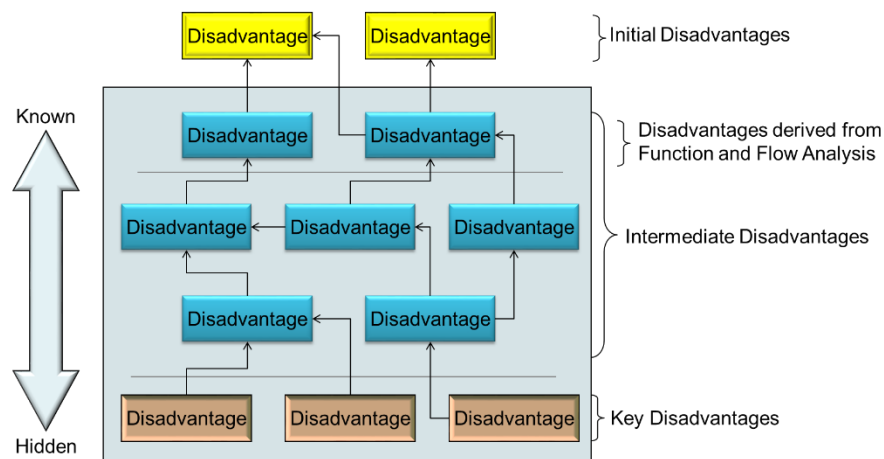 Disadvantage
Disadvantage
Initial Disadvantages
Known
Disadvantage
Disadvantage
Disadvantages derived from
Function and Flow Analysis
Disadvantage
Disadvantage
Disadvantage
Intermediate Disadvantages
Disadvantage
Disadvantage
Disadvantage
Disadvantage
Disadvantage
Key Disadvantages
Hidden